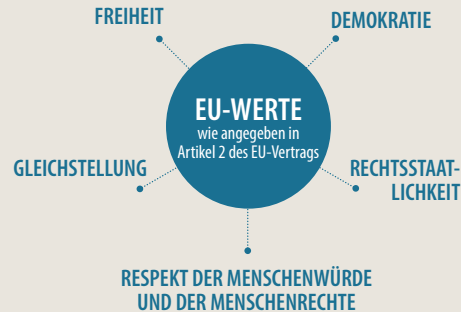 FREIHEIT
DEMOKRATIE
EU-WERTE
wie angegeben in
Artikel 2 des EU-Vertrags
GLEICHSTELLUNG
RECHTSSTAAT-
LICHKEIT
RESPEKT DER MENSCHENWÜRDE
UND DER MENSCHENRECHTE